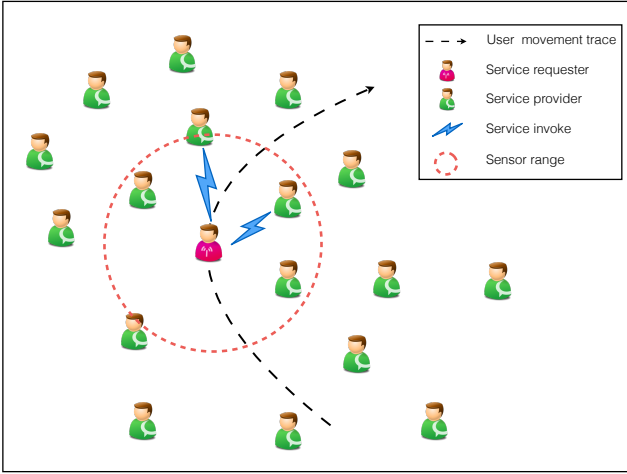 User movement trace
Service requester
Service provider
Service invoke
Sensor range